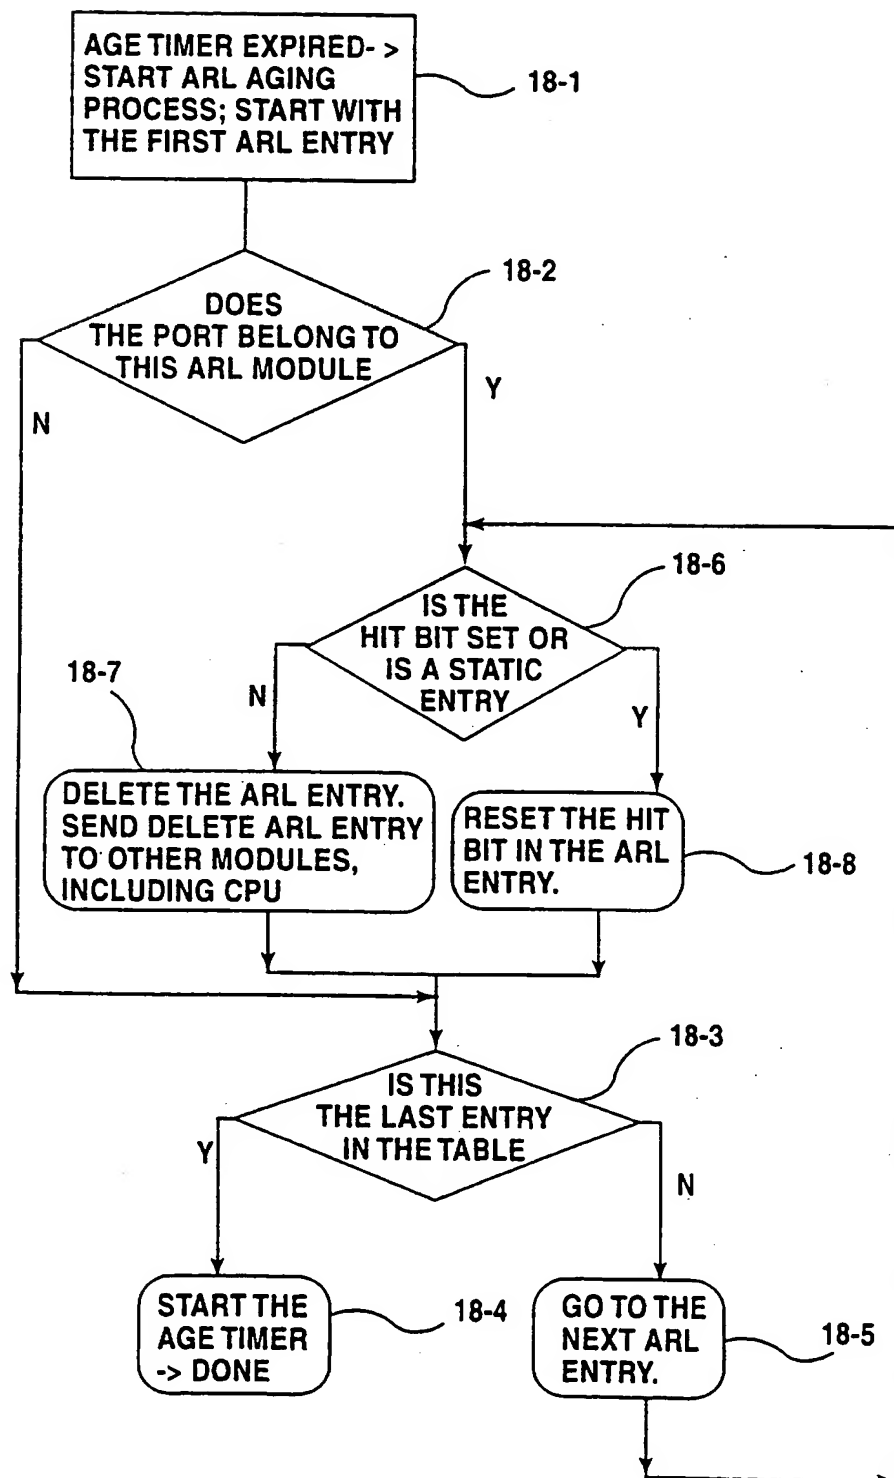 AGE TIMER EXPIRED- >
START ARL AGING
PROCESS; START WITH
THE FIRST ARL ENTRY
18-1
18-2
DOES
THE PORT BELONG TO
THIS ARL MODULE
N
Y
18-6
IS THE
HIT BIT SET OR
IS A STATIC
ENTRY
18-7
N
Y
DELETE THE ARL ENTRY.
SEND DELETE ARL ENTRY
TO OTHER MODULES,
INCLUDING CPU
RESET THE HIT
BIT IN THE ARL
ENTRY.
18-8
18-3
IS THIS
THE LAST ENTRY
IN THE TABLE
Y
N
START THE
AGE TIMER
-> DONE
18-4
GO TO THE
NEXT ARL
ENTRY.
18-5